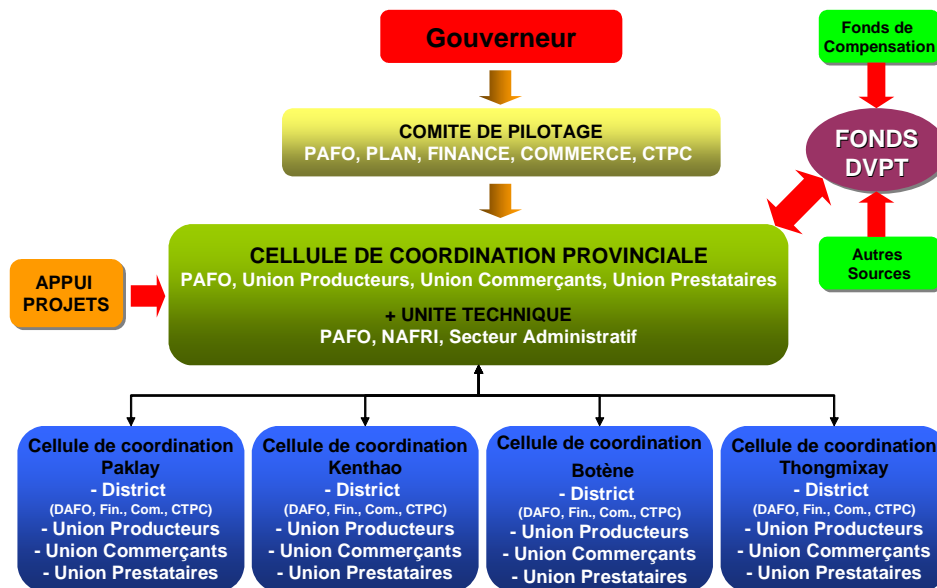 Gouverneur
Fonds de
Compensation
COMITE DE PILOTAGE
PAFO, PLAN, FINANCE, COMMERCE, CTPC
FONDS
DVPT
CELLULE DE COORDINATION PROVINCIALE
PAFO, Union Producteurs, Union Commerçants, Union Prestataires
+ UNITE TECHNIQUE
PAFO, NAFRI, Secteur Administratif
Autres
Sources
APPUI
PROJETS
Cellule de coordination
Paklay
- District
(DAFO, Fin., Com., CTPC)
- Union Producteurs
- Union Commerçants
- Union Prestataires
Cellule de coordination
Kenthao
- District
(DAFO, Fin., Com., CTPC)
- Union Producteurs
- Union Commerçants
- Union Prestataires
Cellule de coordination
Botène
- District
(DAFO, Fin., Com., CTPC)
- Union Producteurs
- Union Commerçants
- Union Prestataires
Cellule de coordination
Thongmixay
- District
(DAFO, Fin., Com., CTPC)
- Union Producteurs
- Union Commerçants
- Union Prestataires